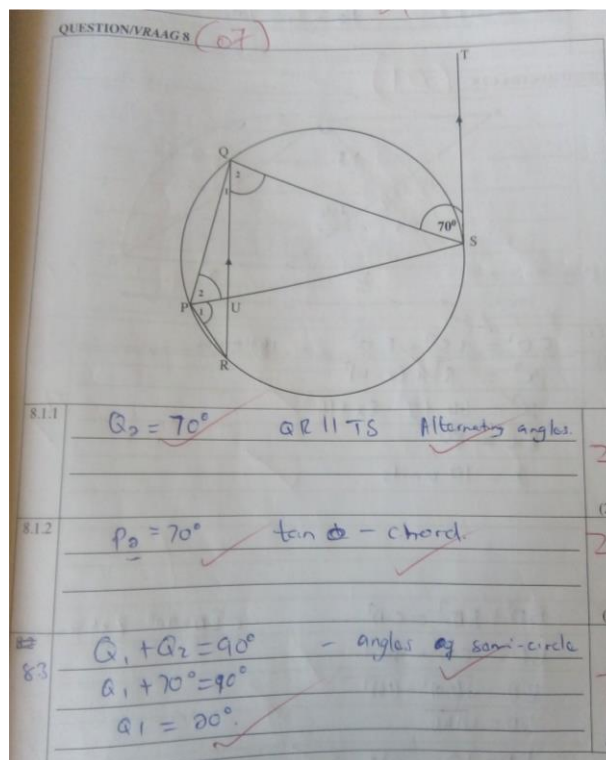 QUESTION/VRAAG 8 07
T
Q
2
1
70°
S
2
P
1
U
R
8.1.1 Q2 = 70° QR || TS Alternating angles.
2
8.1.2 P2 = 70° tan - chord.
2
83 Q1 + Q2 = 90° - angles of semi-circle
Q1 + 70° = 90°
Q1 = 20°.